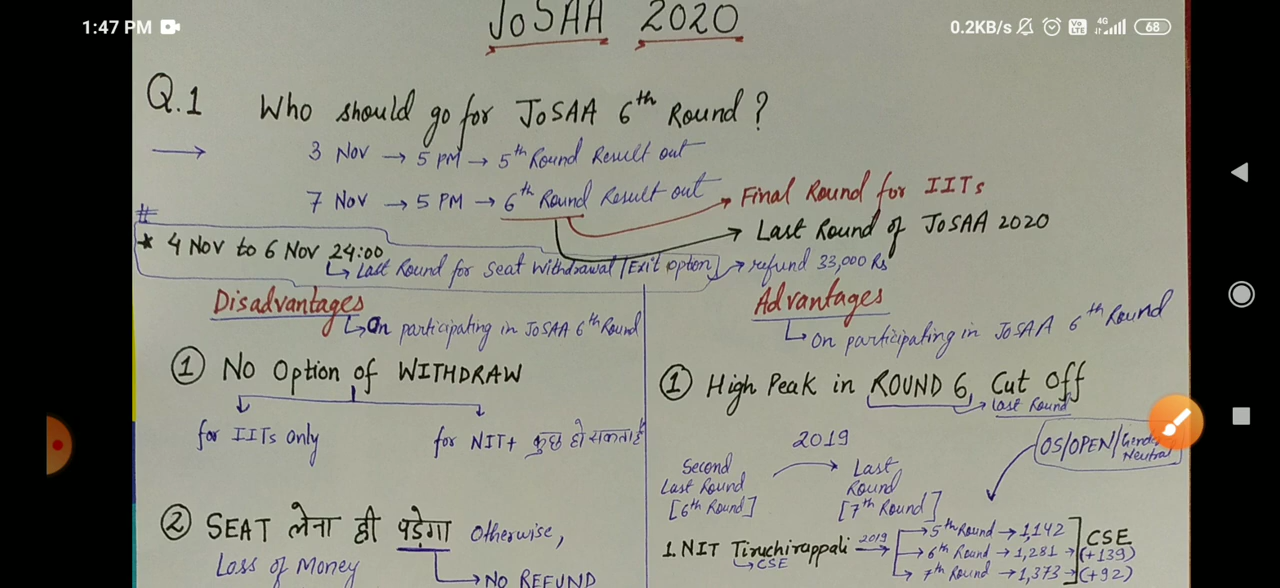 1:47 PM
0.2KB/s 4G Vo LTE 68
JoSAA 2020
Q.1 Who should go for JoSAA 6th Round?
→ 3 Nov → 5 PM → 5th Round Result out
7 Nov → 5 PM → 6th Round Result out → Final Round for IITs
→ Last Round of JoSAA 2020
#
* 4 Nov to 6 Nov 24:00
↳ Last Round for Seat Withdrawal/Exit option → refund 33,000 Rs
Disadvantages
↳ On participating in JoSAA 6th Round
① No Option of WITHDRAW
for IITs Only
for NIT+ कुछ हो सकता है
② SEAT लेना ही पड़ेगा Otherwise,
Loss of Money
→ No REFUND
Advantages
↳ On participating in JoSAA 6th Round
① High Peak in ROUND 6, Cut Off
→ Last Round
2019
OS/OPEN/Gender Neutral
Second
Last Round
[6th Round]
→ Last
Round
[7th Round]
1. NIT Tiruchirappali 2019 →
↳ CSE
→ 5th Round → 1,142
→ 6th Round → 1,281 → (+139)
→ 7th Round → 1,373 → (+92)
CSE